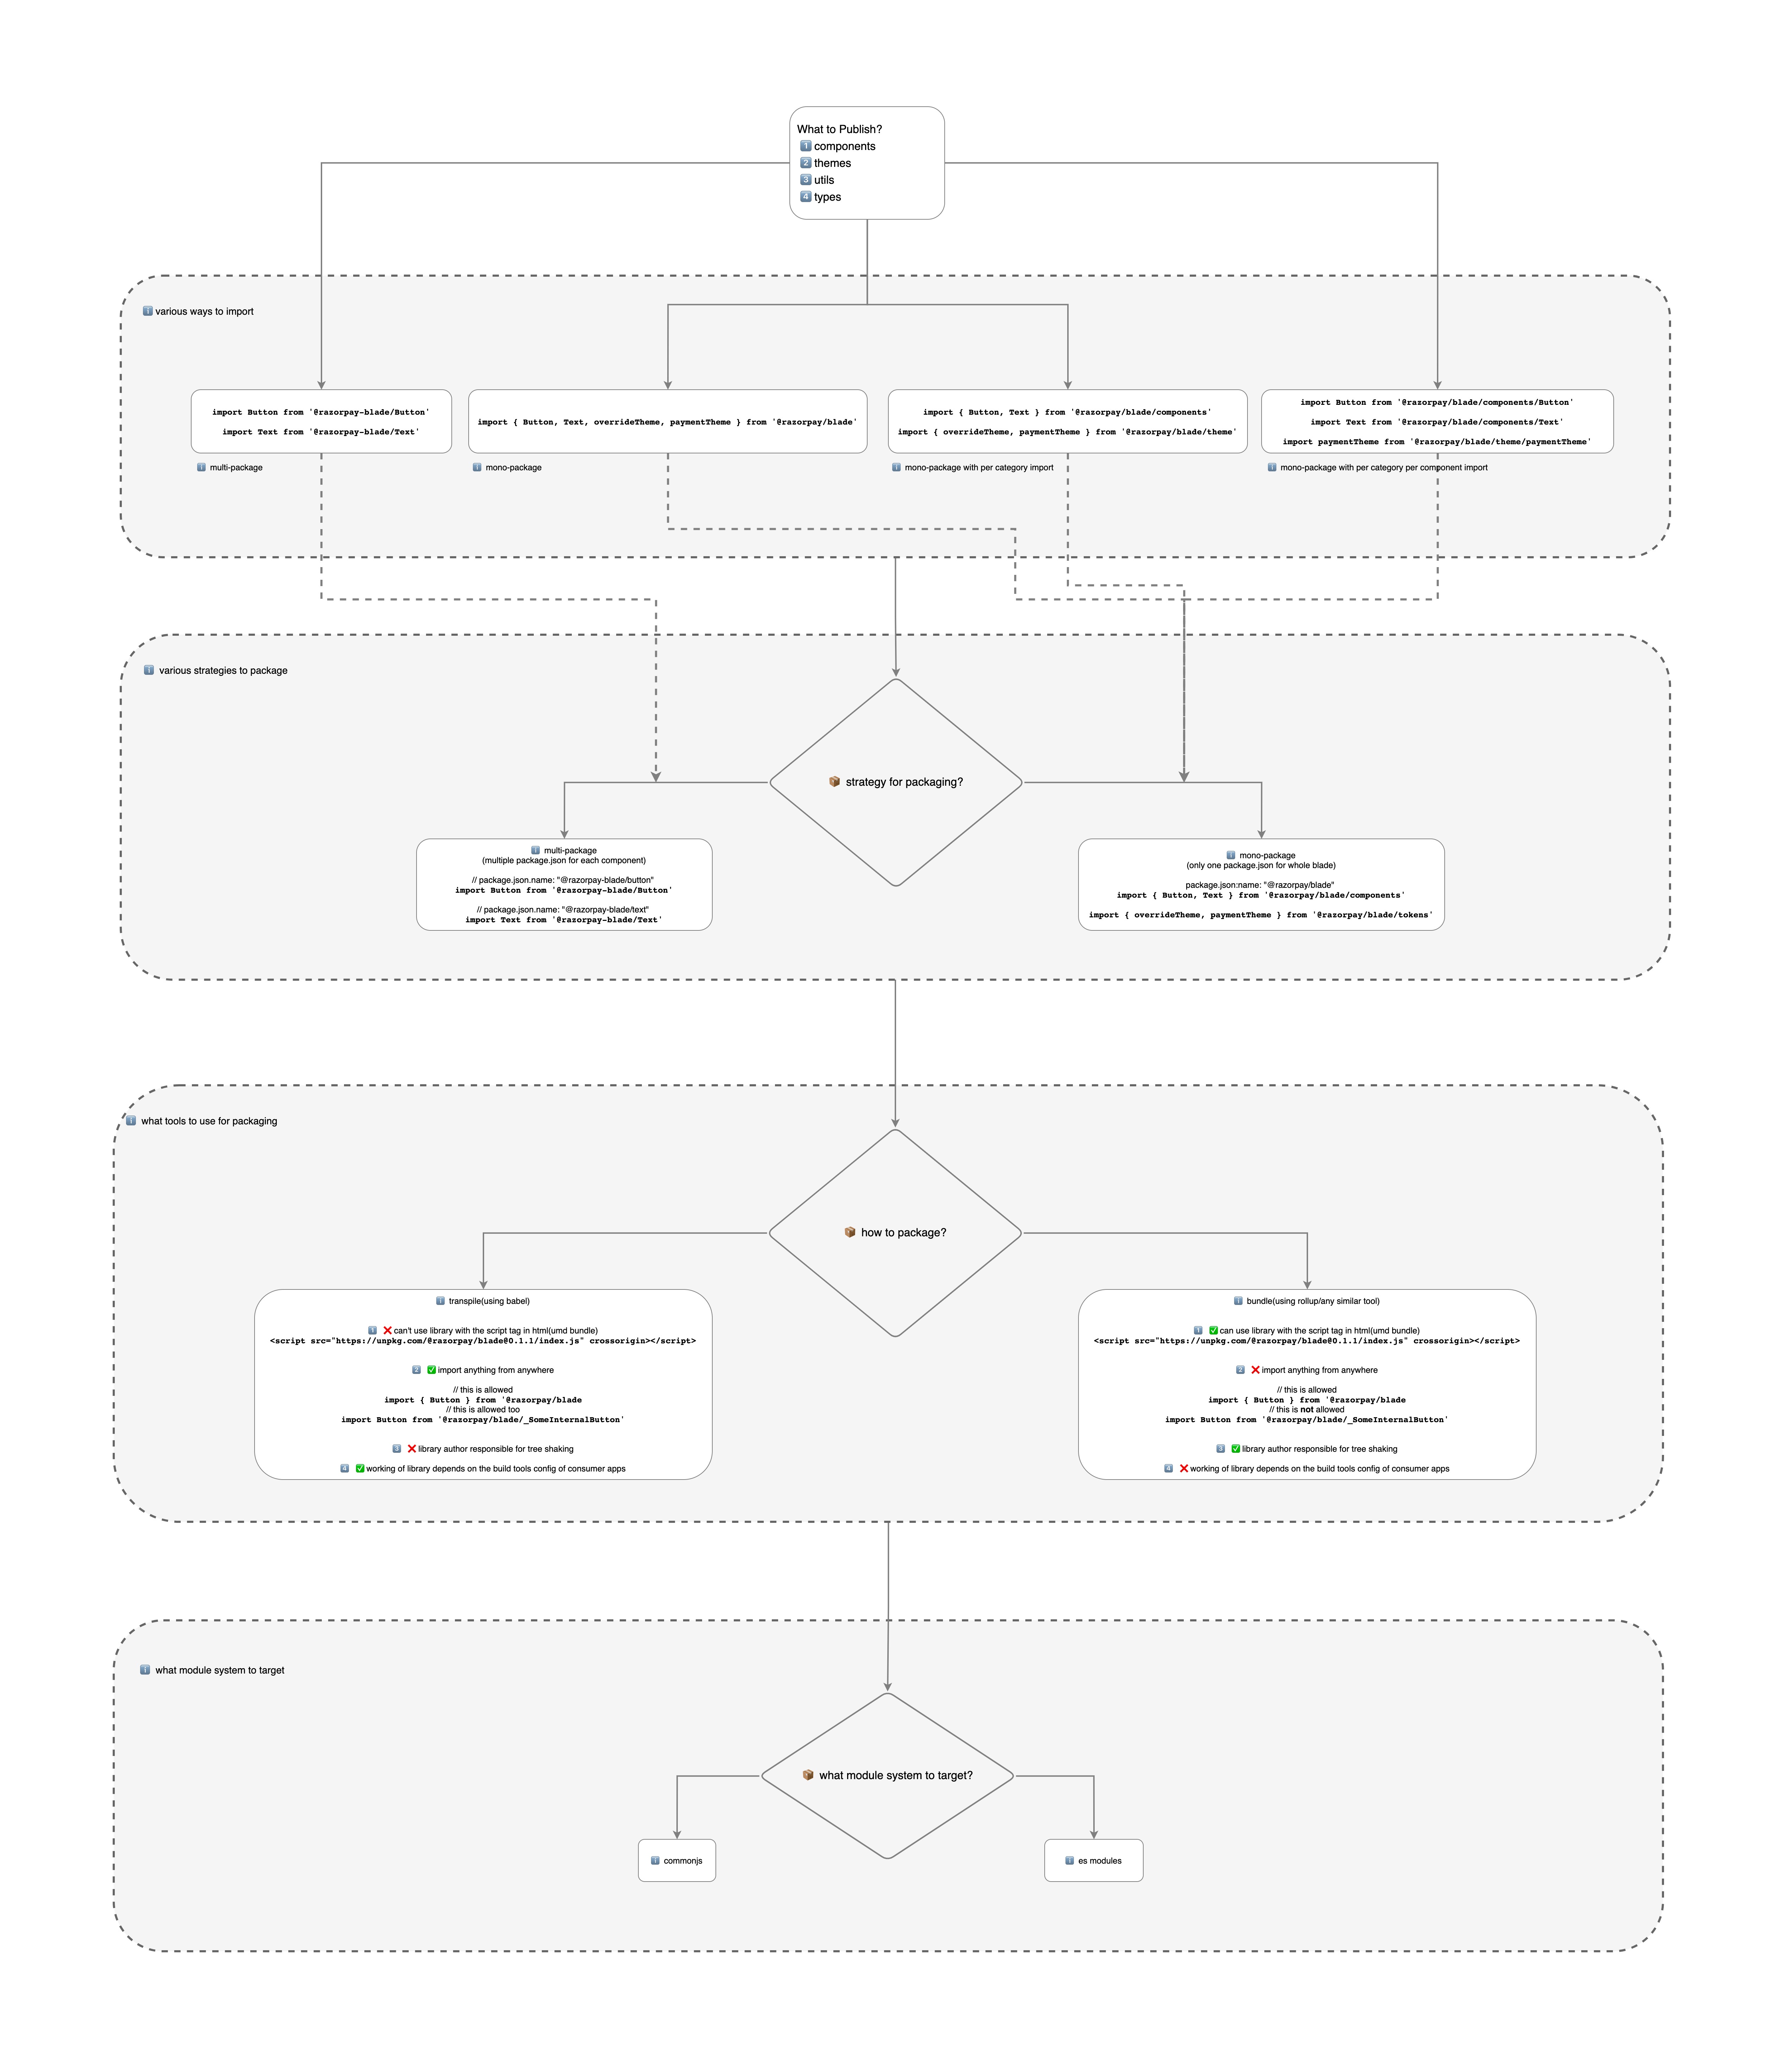 What to Publish?
1 components
2 themes
3 utils
4 types
i various ways to import
import Button from '@razorpay-blade/Button'
import Text from '@razorpay-blade/Text'
i multi-package
import { Button, Text, overrideTheme, paymentTheme } from '@razorpay/blade'
i mono-package
import { Button, Text } from '@razorpay/blade/components'
import { overrideTheme, paymentTheme } from '@razorpay/blade/theme'
i mono-package with per category import
import Button from '@razorpay/blade/components/Button'
import Text from '@razorpay/blade/components/Text'
import paymentTheme from '@razorpay/blade/theme/paymentTheme'
i mono-package with per category per component import
i various strategies to package
📦 strategy for packaging?
i multi-package
(multiple package.json for each component)
// package.json.name: "@razorpay-blade/button"
import Button from '@razorpay-blade/Button'
// package.json.name: "@razorpay-blade/text"
import Text from '@razorpay-blade/Text'
i mono-package
(only one package.json for whole blade)
package.json:name: "@razorpay/blade"
import { Button, Text } from '@razorpay/blade/components'
import { overrideTheme, paymentTheme } from '@razorpay/blade/tokens'
i what tools to use for packaging
📦 how to package?
i transpile(using babel)
1 ❌ can't use library with the script tag in html(umd bundle)
<script src="https://unpkg.com/@razorpay/blade@0.1.1/index.js" crossorigin></script>
2 ✅ import anything from anywhere
// this is allowed
import { Button } from '@razorpay/blade
// this is allowed too
import Button from '@razorpay/blade/_SomeInternalButton'
3 ❌ library author responsible for tree shaking
4 ✅ working of library depends on the build tools config of consumer apps
i bundle(using rollup/any similar tool)
1 ✅ can use library with the script tag in html(umd bundle)
<script src="https://unpkg.com/@razorpay/blade@0.1.1/index.js" crossorigin></script>
2 ❌ import anything from anywhere
// this is allowed
import { Button } from '@razorpay/blade
// this is not allowed
import Button from '@razorpay/blade/_SomeInternalButton'
3 ✅ library author responsible for tree shaking
4 ❌ working of library depends on the build tools config of consumer apps
i what module system to target
📦 what module system to target?
i commonjs
i es modules